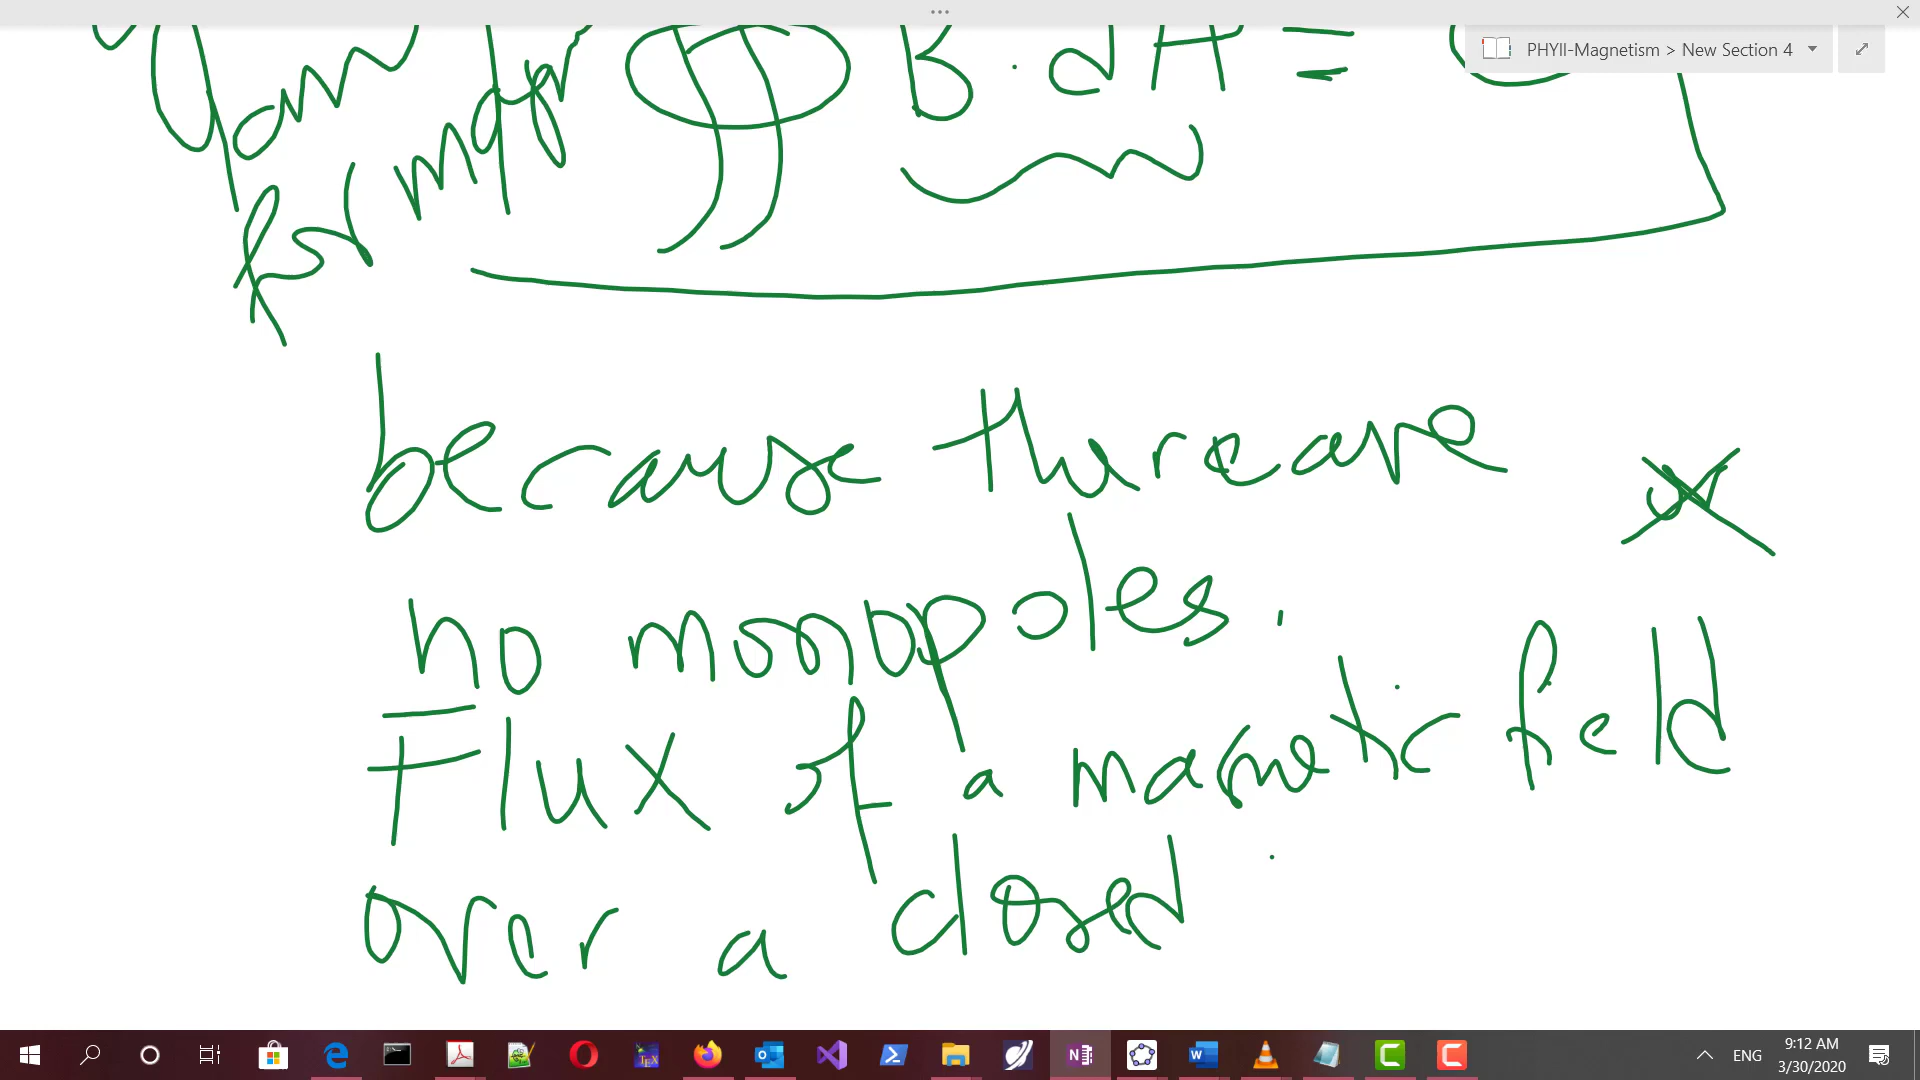 PHYII-Magnetism > New Section 4
∯ B · dA =
for
because there are
no monopoles.
Flux of a magnetic field
over a closed
ENG
9:12 AM
3/30/2020